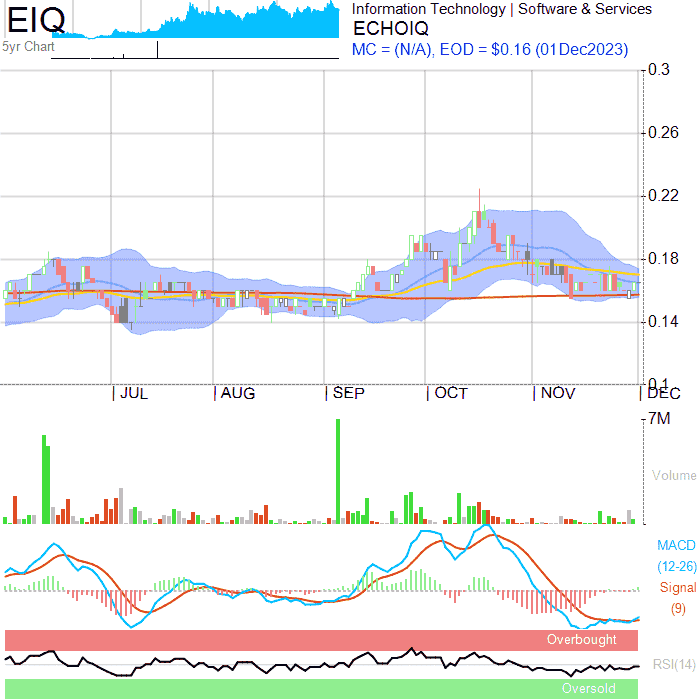 EIQ
Information Technology | Software & Services
ECHOIQ
5yr Chart
MC = (N/A), EOD = $0.16 (01Dec2023)
0.3
0.26
0.22
0.18
0.14
0.1
JUL AUG SEP OCT NOV DEC
7M
Volume
MACD
(12-26)
Signal
(9)
Overbought
RSI(14)
Oversold